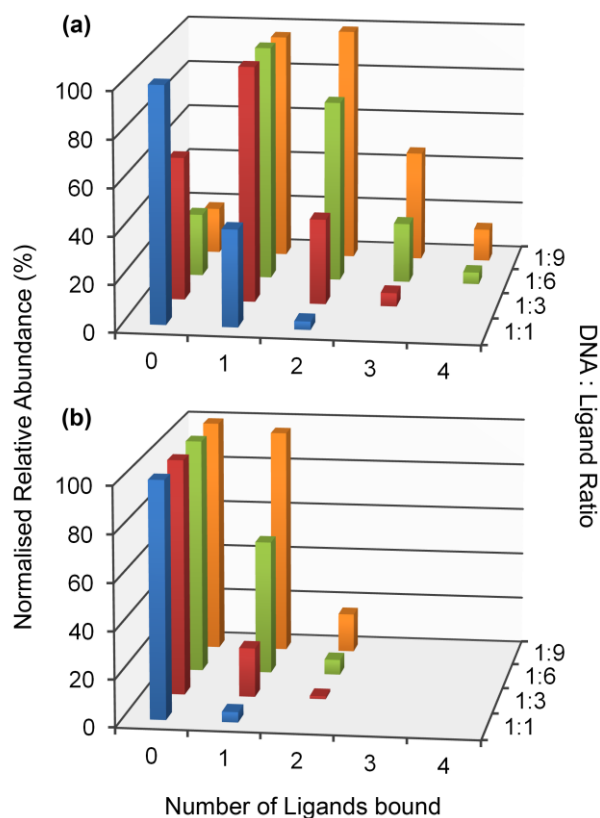 (a)
Normalised Relative Abundance (%)
100
80
60
40
20
0
0 1 2 3 4
1:9
1:6
1:3
1:1
DNA : Ligand Ratio
(b)
100
80
60
40
20
0
0 1 2 3 4
1:9
1:6
1:3
1:1
Number of Ligands bound